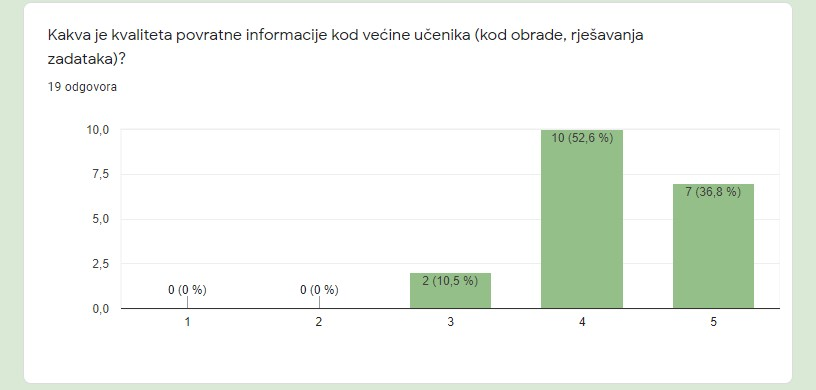 Kakva je kvaliteta povratne informacije kod većine učenika (kod obrade, rješavanja
zadataka)?
19 odgovora
10,0
7,5
5,0
2,5
0,0
0 (0 %)
0 (0 %)
2 (10,5 %)
10 (52,6 %)
7 (36,8 %)
1
2
3
4
5